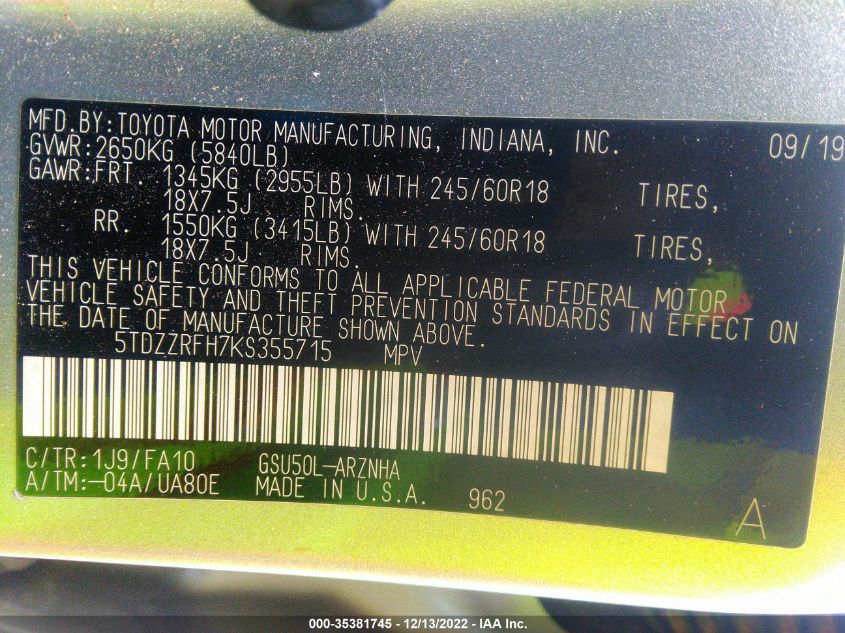 MFD.BY:TOYOTA MOTOR MANUFACTURING, INDIANA, INC. 09/19
GVWR:2650KG (5840LB)
GAWR:FRT. 1345KG (2955LB) WITH 245/60R18 TIRES,
18X7.5J RIMS.
RR. 1550KG (3415LB) WITH 245/60R18 TIRES,
18X7.5J RIMS.
THIS VEHICLE CONFORMS TO ALL APPLICABLE FEDERAL MOTOR
VEHICLE SAFETY AND THEFT PREVENTION STANDARDS IN EFFECT ON
THE DATE OF MANUFACTURE SHOWN ABOVE.
5TDZZRFH7KS355715 MPV
C/TR:1J9/FA10 GSU50L-ARZNHA
A/TM:-04A/UA80E MADE IN U.S.A. 962
A
000-35381745 - 12/13/2022 - IAA Inc.